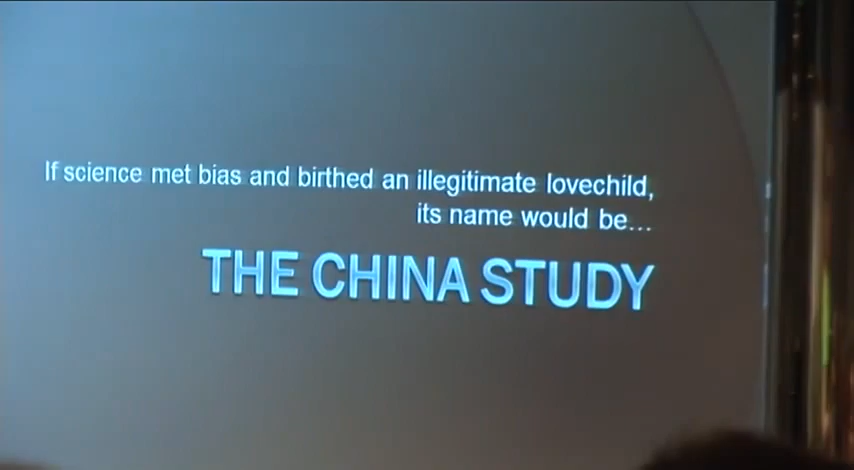 If science met bias and birthed an illegitimate lovechild,
its name would be...
THE CHINA STUDY